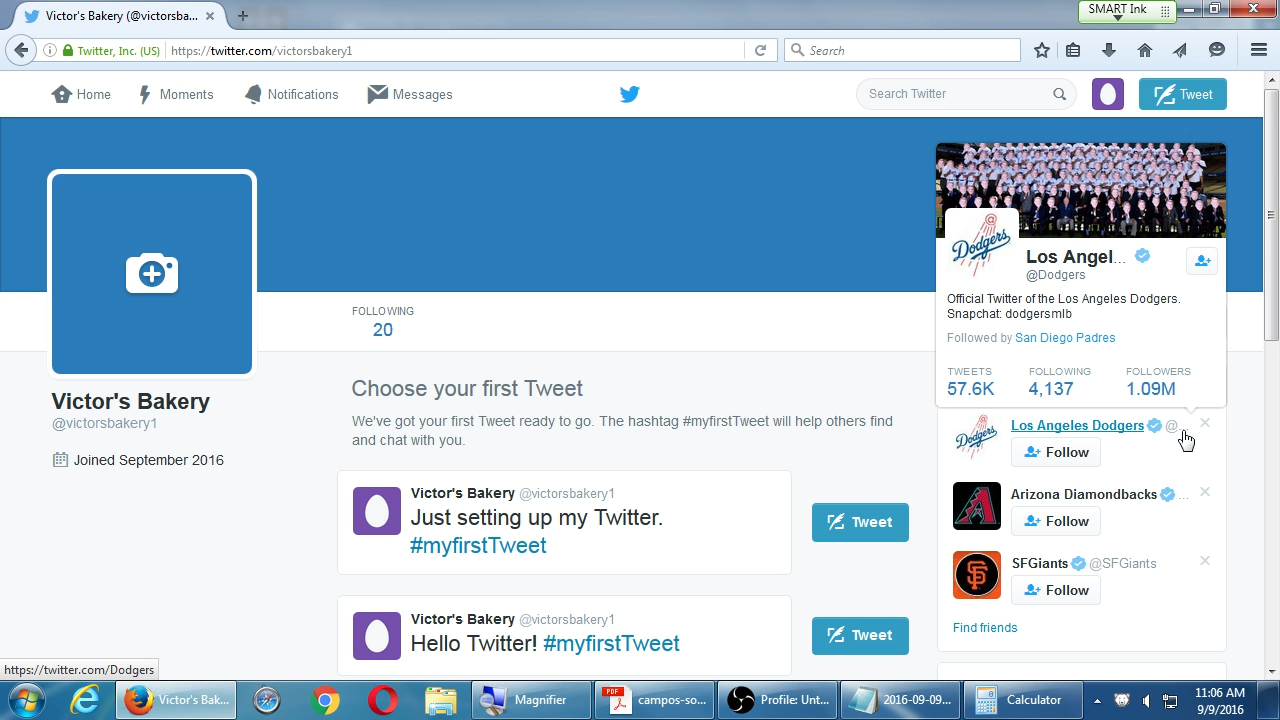 Victor's Bakery (@victorsba...
SMART Ink
Twitter, Inc. (US)
https://twitter.com/victorsbakery1
Search
Home
Moments
Notifications
Messages
Search Twitter
Tweet
Dodgers
Los Angel...
@Dodgers
Official Twitter of the Los Angeles Dodgers.
Snapchat: dodgersmlb
Followed by San Diego Padres
TWEETS FOLLOWING FOLLOWERS
57.6K 4,137 1.09M
FOLLOWING
20
Victor's Bakery
@victorsbakery1
Joined September 2016
Choose your first Tweet
We've got your first Tweet ready to go. The hashtag #myfirstTweet will help others find
and chat with you.
Victor's Bakery @victorsbakery1
Just setting up my Twitter.
#myfirstTweet
Tweet
Victor's Bakery @victorsbakery1
Hello Twitter! #myfirstTweet
Tweet
Dodgers
Los Angeles Dodgers @...
Follow
Arizona Diamondbacks ...
Follow
SFGiants @SFGiants
Follow
Find friends
https://twitter.com/Dodgers
Victor's Bak...
Magnifier
PDF
campos-so...
Profile: Unt...
2016-09-09...
Calculator
11:06 AM
9/9/2016